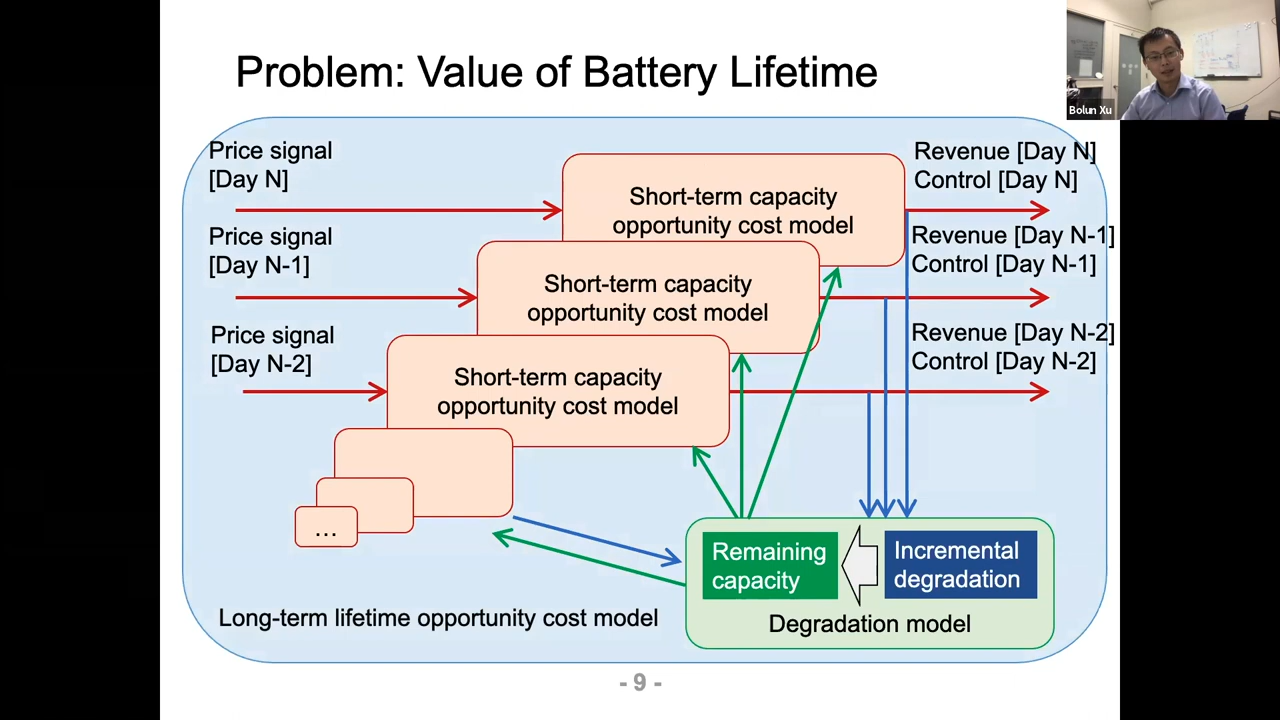 Problem: Value of Battery Lifetime
Bolun Xu
Price signal
[Day N]
Short-term capacity
opportunity cost model
Revenue [Day N]
Control [Day N]
Price signal
[Day N-1]
Short-term capacity
opportunity cost model
Revenue [Day N-1]
Control [Day N-1]
Price signal
[Day N-2]
Short-term capacity
opportunity cost model
Revenue [Day N-2]
Control [Day N-2]
...
Remaining
capacity
Incremental
degradation
Degradation model
Long-term lifetime opportunity cost model
- 9 -